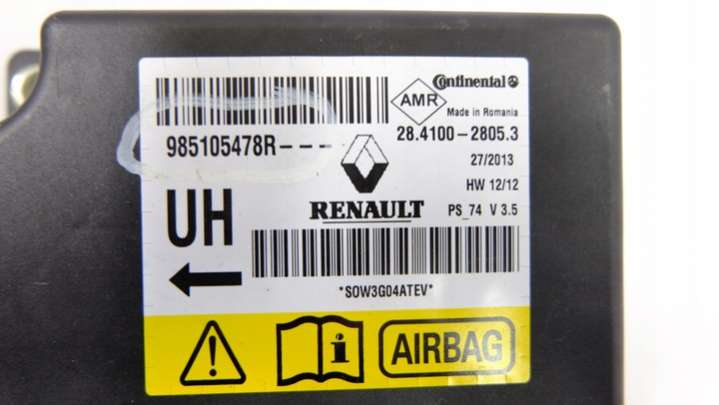 Continental
AMR
Made in Romania
985105478R---
28.4100-2805.3
27/2013
HW 12/12
UH
RENAULT
PS_74 V 3.5
*SOW3G04ATEV*
i
AIRBAG